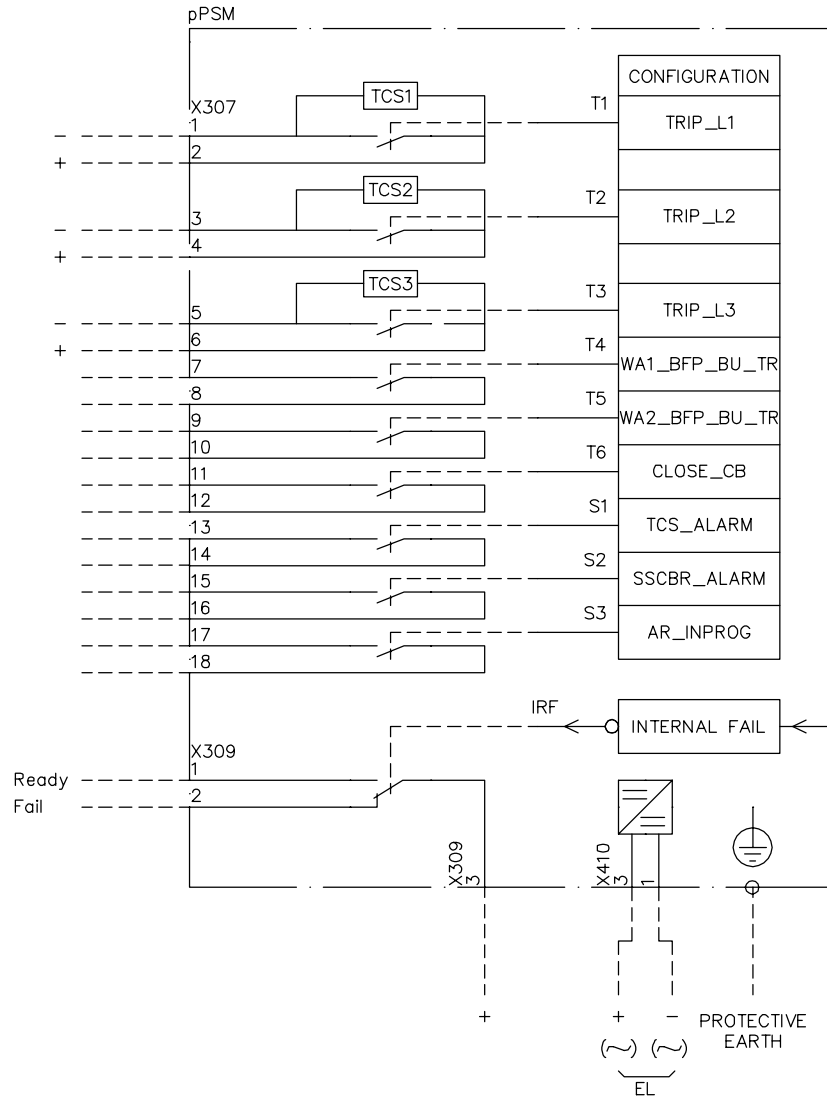 pPSM
CONFIGURATION
X307
TCS1
T1
TRIP_L1
- 1
+ 2
TCS2
T2
TRIP_L2
- 3
+ 4
TCS3
T3
TRIP_L3
- 5
+ 6
T4
WA1_BFP_BU_TR
7
8
T5
WA2_BFP_BU_TR
9
10
T6
CLOSE_CB
11
12
S1
TCS_ALARM
13
14
S2
SSCBR_ALARM
15
16
S3
AR_INPROG
17
18
IRF
INTERNAL FAIL
X309
Ready 1
Fail 2
X309
3
X410
3
1
+
+ -
PROTECTIVE
EARTH
(~) (~)
EL